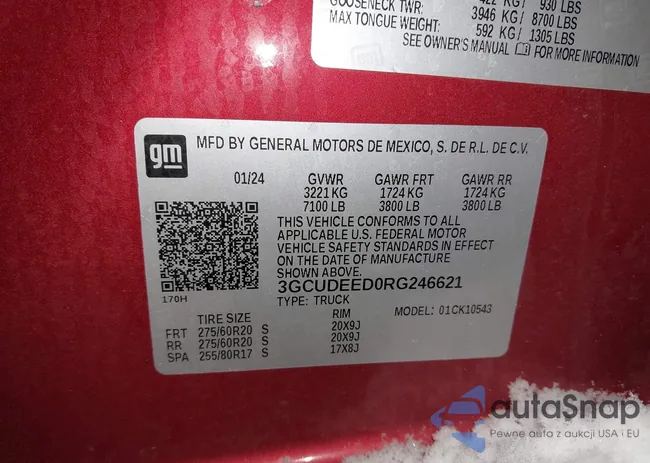 GOOSENECK TWR: 422 KG/ 930 LBS
3946 KG/ 8700 LBS
MAX TONGUE WEIGHT: 592 KG/ 1305 LBS
SEE OWNER'S MANUAL FOR MORE INFORMATION
gm
MFD BY GENERAL MOTORS DE MEXICO, S. DE R.L. DE C.V.
01/24 GVWR GAWR FRT GAWR RR
3221 KG 1724 KG 1724 KG
7100 LB 3800 LB 3800 LB
THIS VEHICLE CONFORMS TO ALL
APPLICABLE U.S. FEDERAL MOTOR
VEHICLE SAFETY STANDARDS IN EFFECT
ON THE DATE OF MANUFACTURE
SHOWN ABOVE.
170H
3GCUDEED0RG246621
TYPE: TRUCK MODEL: 01CK10543
TIRE SIZE RIM
FRT 275/60R20 S 20X9J
RR 275/60R20 S 20X9J
SPA 255/80R17 S 17X8J
autoSnap
Pewne auta z aukcji USA i EU